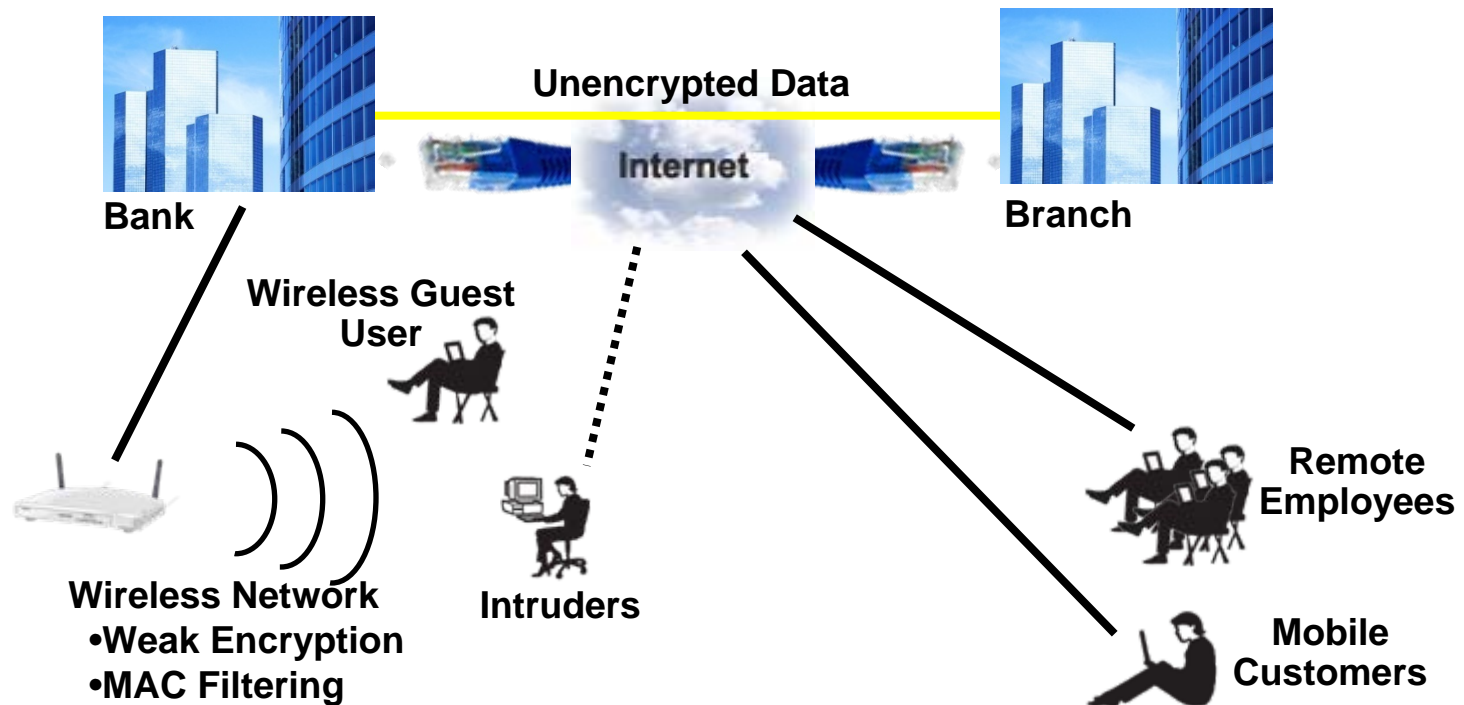 Unencrypted Data
Internet
Bank
Branch
Wireless Guest
User
Remote
Employees
Intruders
Wireless Network
•Weak Encryption
•MAC Filtering
Mobile
Customers